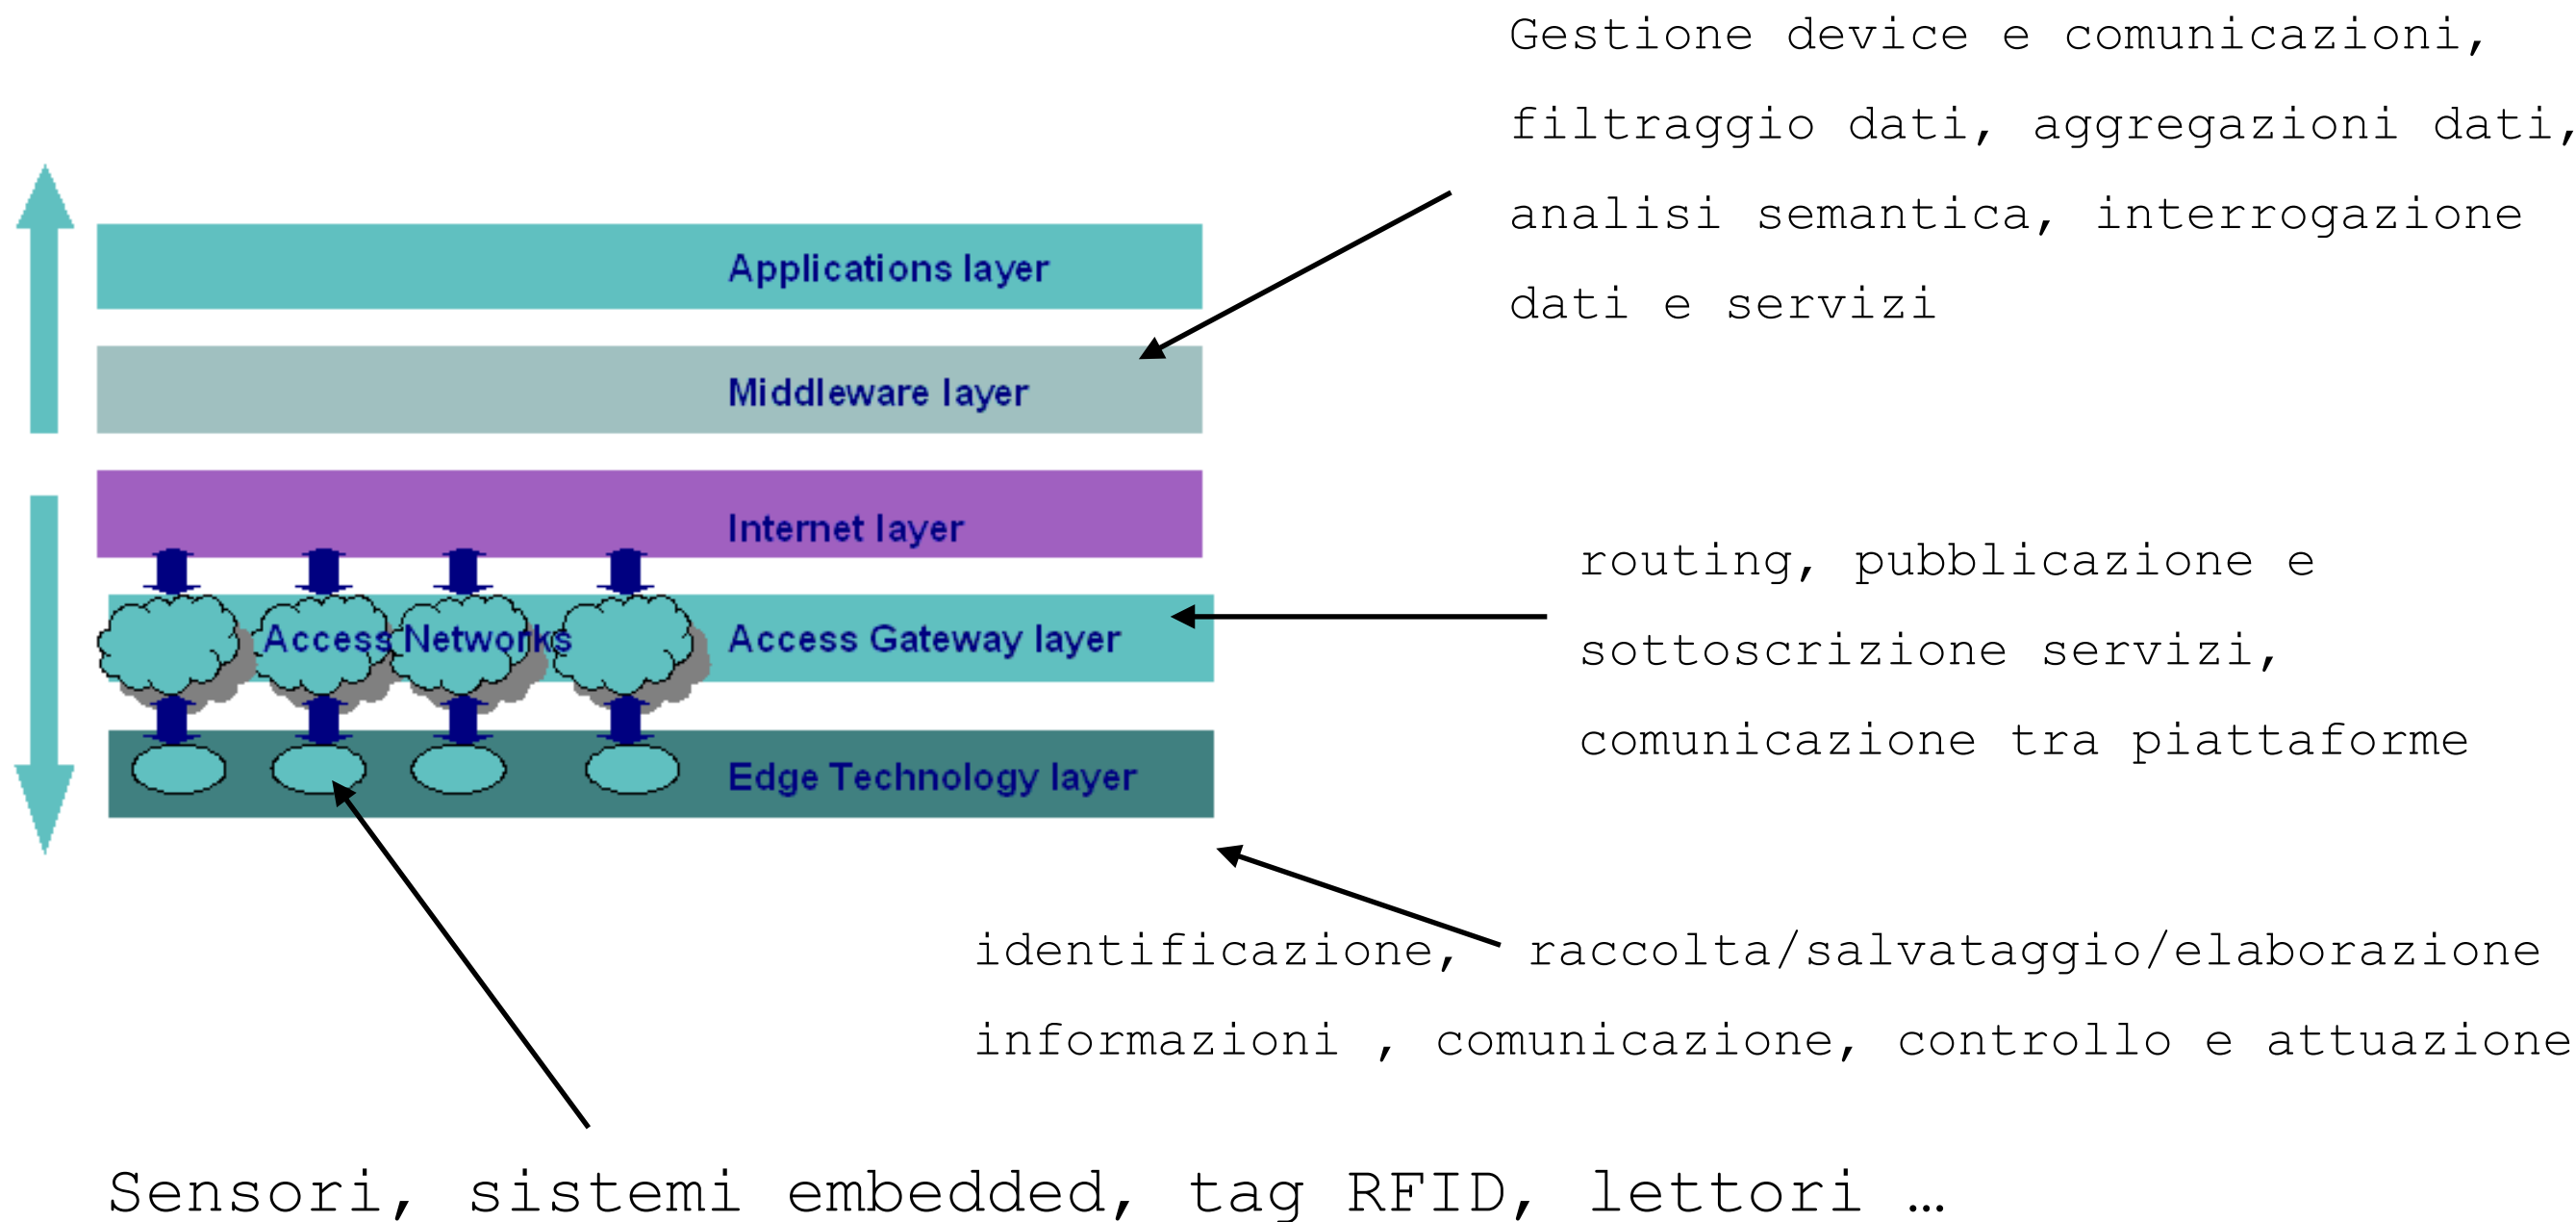 Gestione device e comunicazioni,
filtraggio dati, aggregazioni dati,
analisi semantica, interrogazione
dati e servizi
Applications layer
Middleware layer
Internet layer
Access Networks
Access Gateway layer
routing, pubblicazione e
sottoscrizione servizi,
comunicazione tra piattaforme
Edge Technology layer
identificazione, raccolta/salvataggio/elaborazione
informazioni , comunicazione, controllo e attuazione
Sensori, sistemi embedded, tag RFID, lettori …